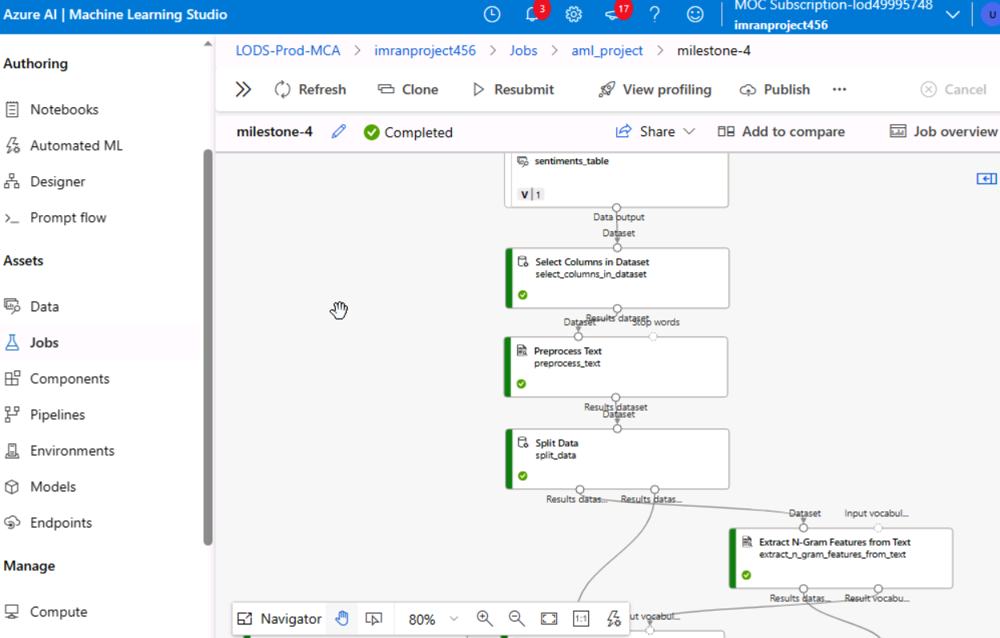 Azure AI | Machine Learning Studio
3
17
MOC Subscription-lod49995748
imranproject456
U
Authoring
Notebooks
Automated ML
Designer
Prompt flow
Assets
Data
Jobs
Components
Pipelines
Environments
Models
Endpoints
Manage
Compute
LODS-Prod-MCA > imranproject456 > Jobs > aml_project > milestone-4
Refresh Clone Resubmit View profiling Publish ... Cancel
milestone-4 Completed Share Add to compare Job overview
sentiments_table
V 1
Data output
Dataset
Select Columns in Dataset
select_columns_in_dataset
Results dataset
Dataset Stop words
Preprocess Text
preprocess_text
Results dataset
Dataset
Split Data
split_data
Results datas... Results datas...
Dataset Input vocabul...
Extract N-Gram Features from Text
extract_n_gram_features_from_text
Results datas... Result vocabu...
Navigator 80% 1:1
ut vocabul...